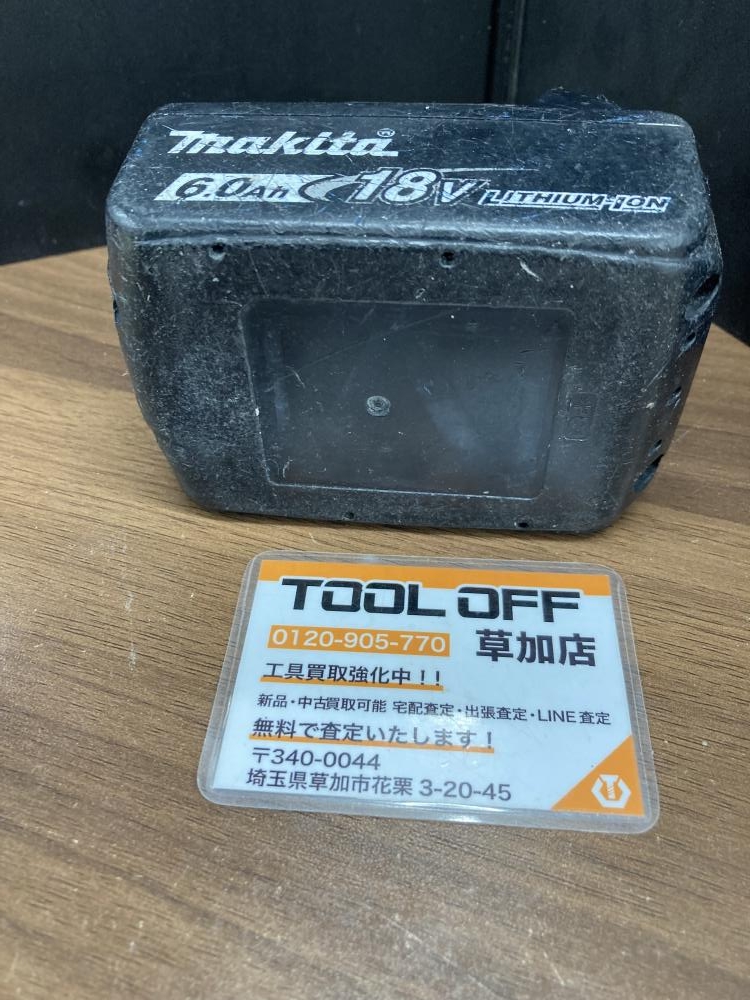 makita®
6.0Ah 18V LITHIUM-ION
TOOL OFF
0120-905-770 草加店
工具買取強化中!!
新品・中古買取可能 宅配査定・出張査定・LINE査定
無料で査定いたします!
〒340-0044
埼玉県草加市花栗 3-20-45